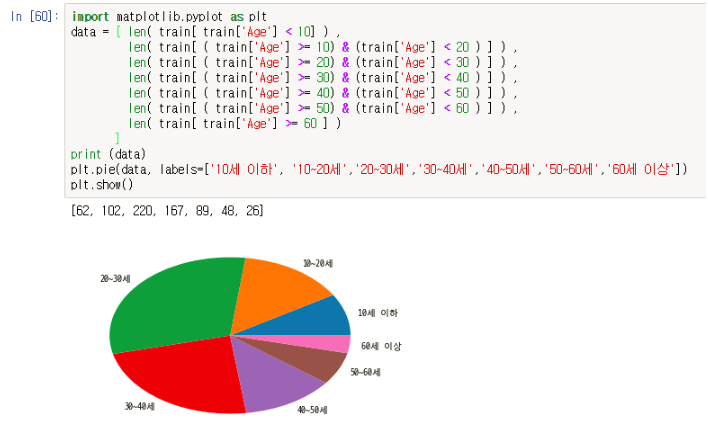 In [60]: import matplotlib.pyplot as plt
data = [ len( train[ train['Age'] < 10] ) ,
len( train[ ( train['Age'] >= 10) & (train['Age'] < 20 ) ] ) ,
len( train[ ( train['Age'] >= 20) & (train['Age'] < 30 ) ] ) ,
len( train[ ( train['Age'] >= 30) & (train['Age'] < 40 ) ] ) ,
len( train[ ( train['Age'] >= 40) & (train['Age'] < 50 ) ] ) ,
len( train[ ( train['Age'] >= 50) & (train['Age'] < 60 ) ] ) ,
len( train[ train['Age'] >= 60 ] )
]
print (data)
plt.pie(data, labels=['10세 이하', '10~20세','20~30세','30~40세','40~50세','50~60세','60세 이상'])
plt.show()
[62, 102, 220, 167, 89, 48, 26]
10~20세
20~30세
10세 이하
60세 이상
50~60세
30~40세
40~50세